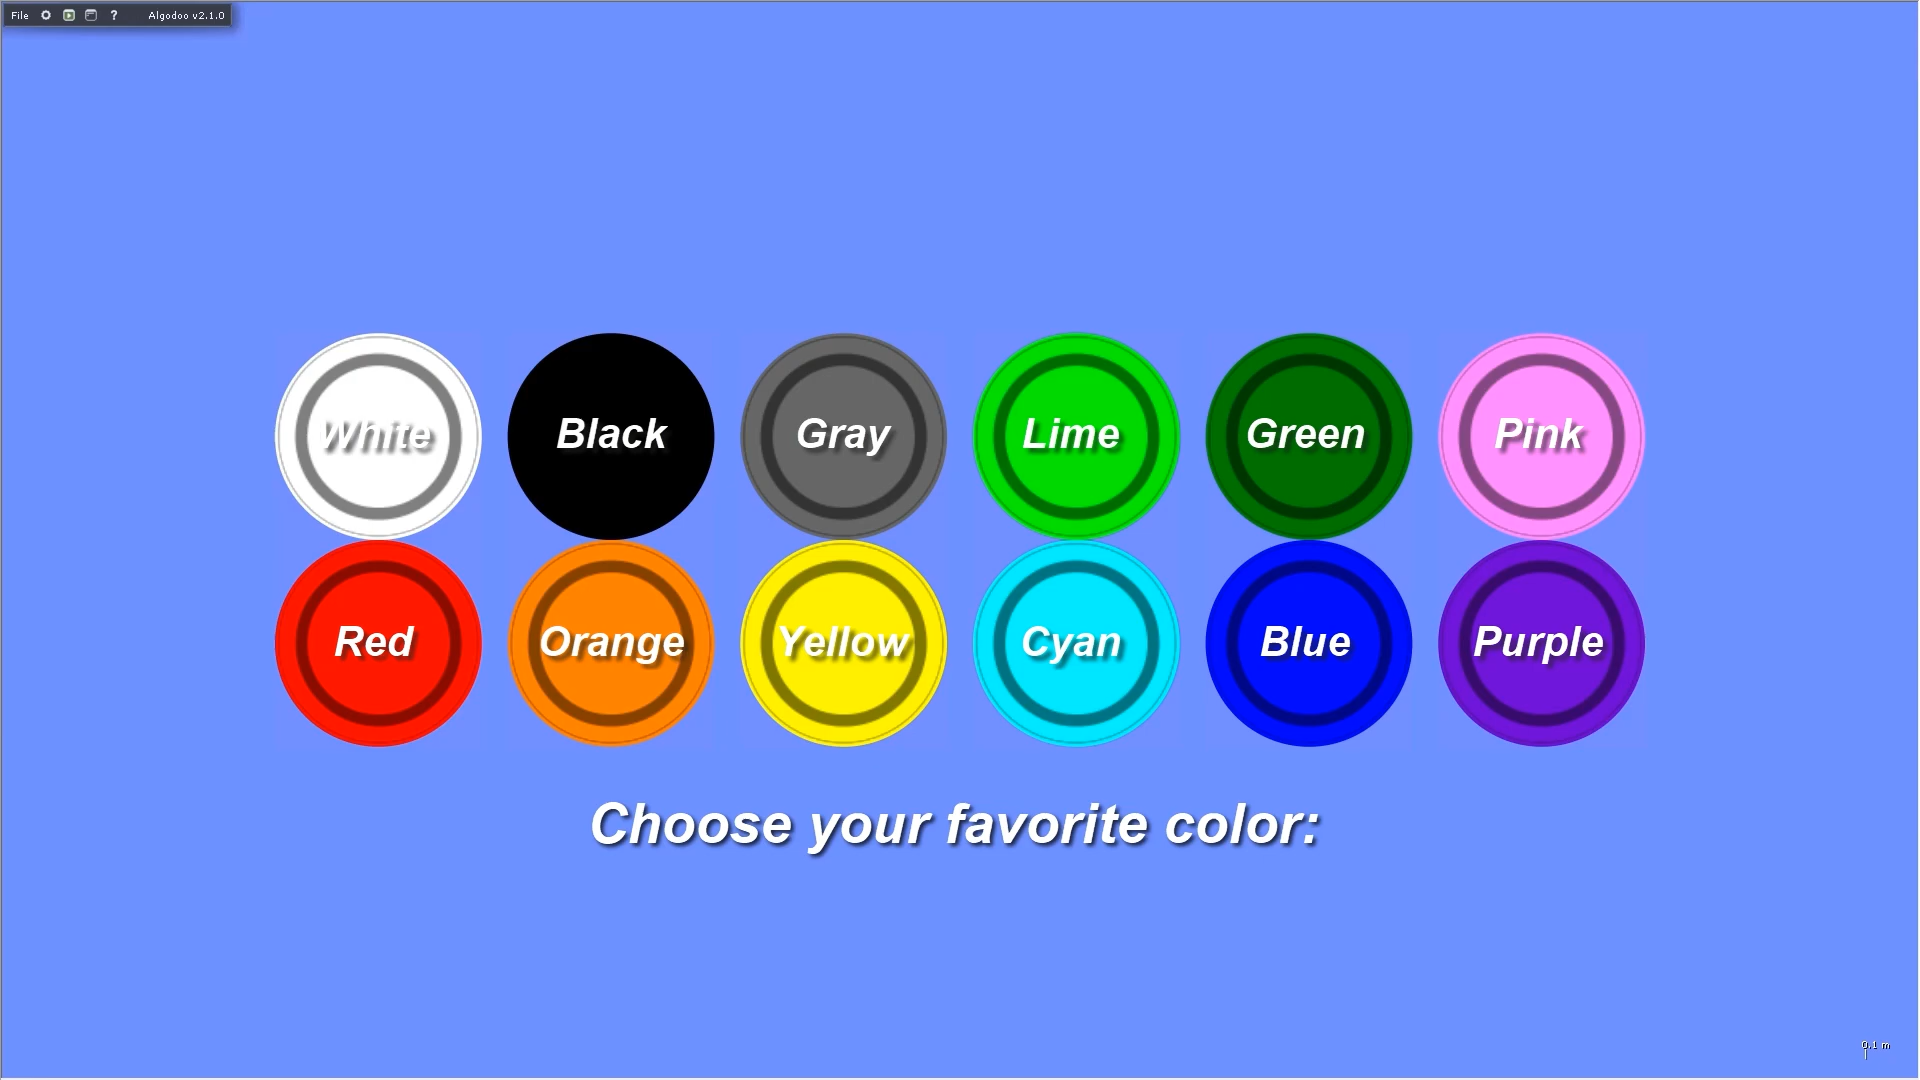 File ? Algodoo v2.1.0
White Black Gray Lime Green Pink
Red Orange Yellow Cyan Blue Purple
Choose your favorite color:
0.1 m